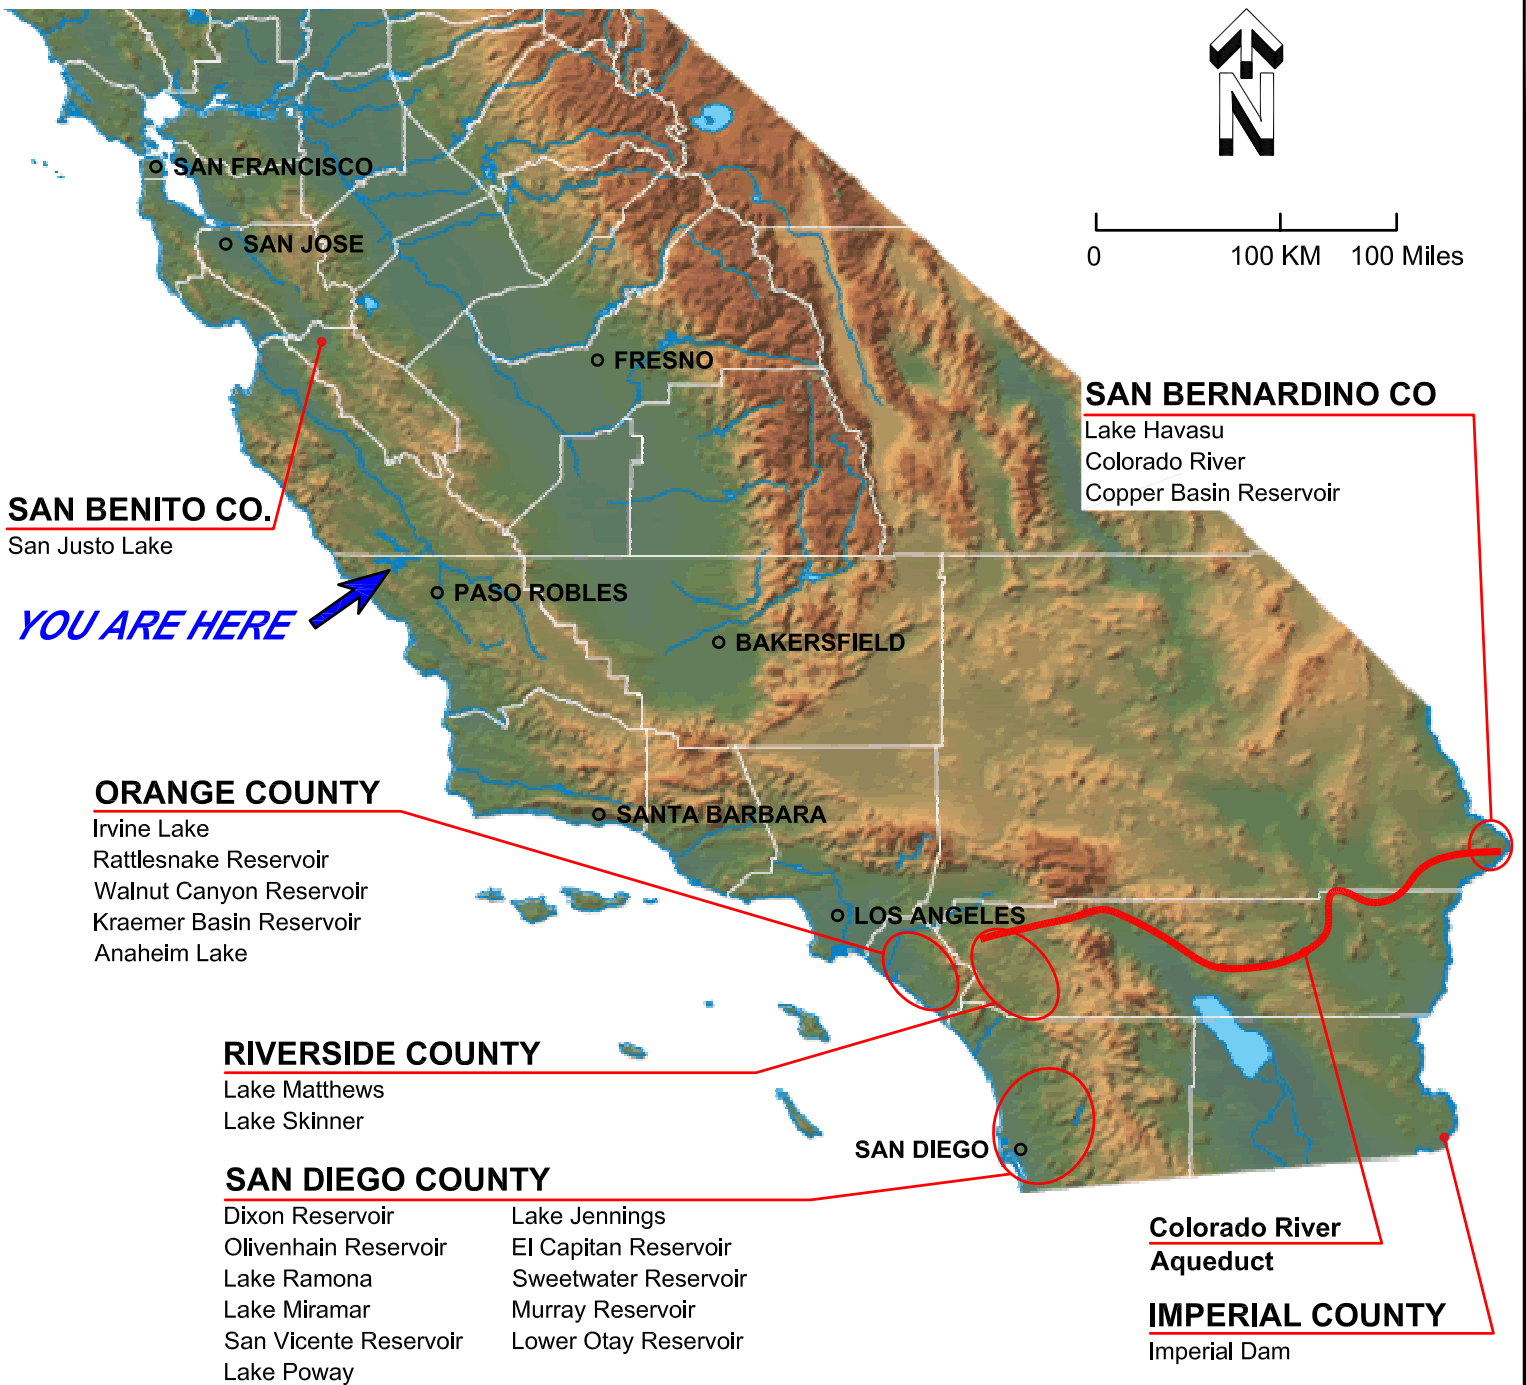 N
SAN FRANCISCO
SAN JOSE
0 100 KM 100 Miles
FRESNO
SAN BERNARDINO CO
Lake Havasu
Colorado River
Copper Basin Reservoir
SAN BENITO CO.
San Justo Lake
PASO ROBLES
YOU ARE HERE
BAKERSFIELD
ORANGE COUNTY
Irvine Lake
Rattlesnake Reservoir
Walnut Canyon Reservoir
Kraemer Basin Reservoir
Anaheim Lake
SANTA BARBARA
LOS ANGELES
RIVERSIDE COUNTY
Lake Matthews
Lake Skinner
SAN DIEGO
SAN DIEGO COUNTY
Dixon Reservoir
Olivenhain Reservoir
Lake Ramona
Lake Miramar
San Vicente Reservoir
Lake Poway
Lake Jennings
El Capitan Reservoir
Sweetwater Reservoir
Murray Reservoir
Lower Otay Reservoir
Colorado River
Aqueduct
IMPERIAL COUNTY
Imperial Dam